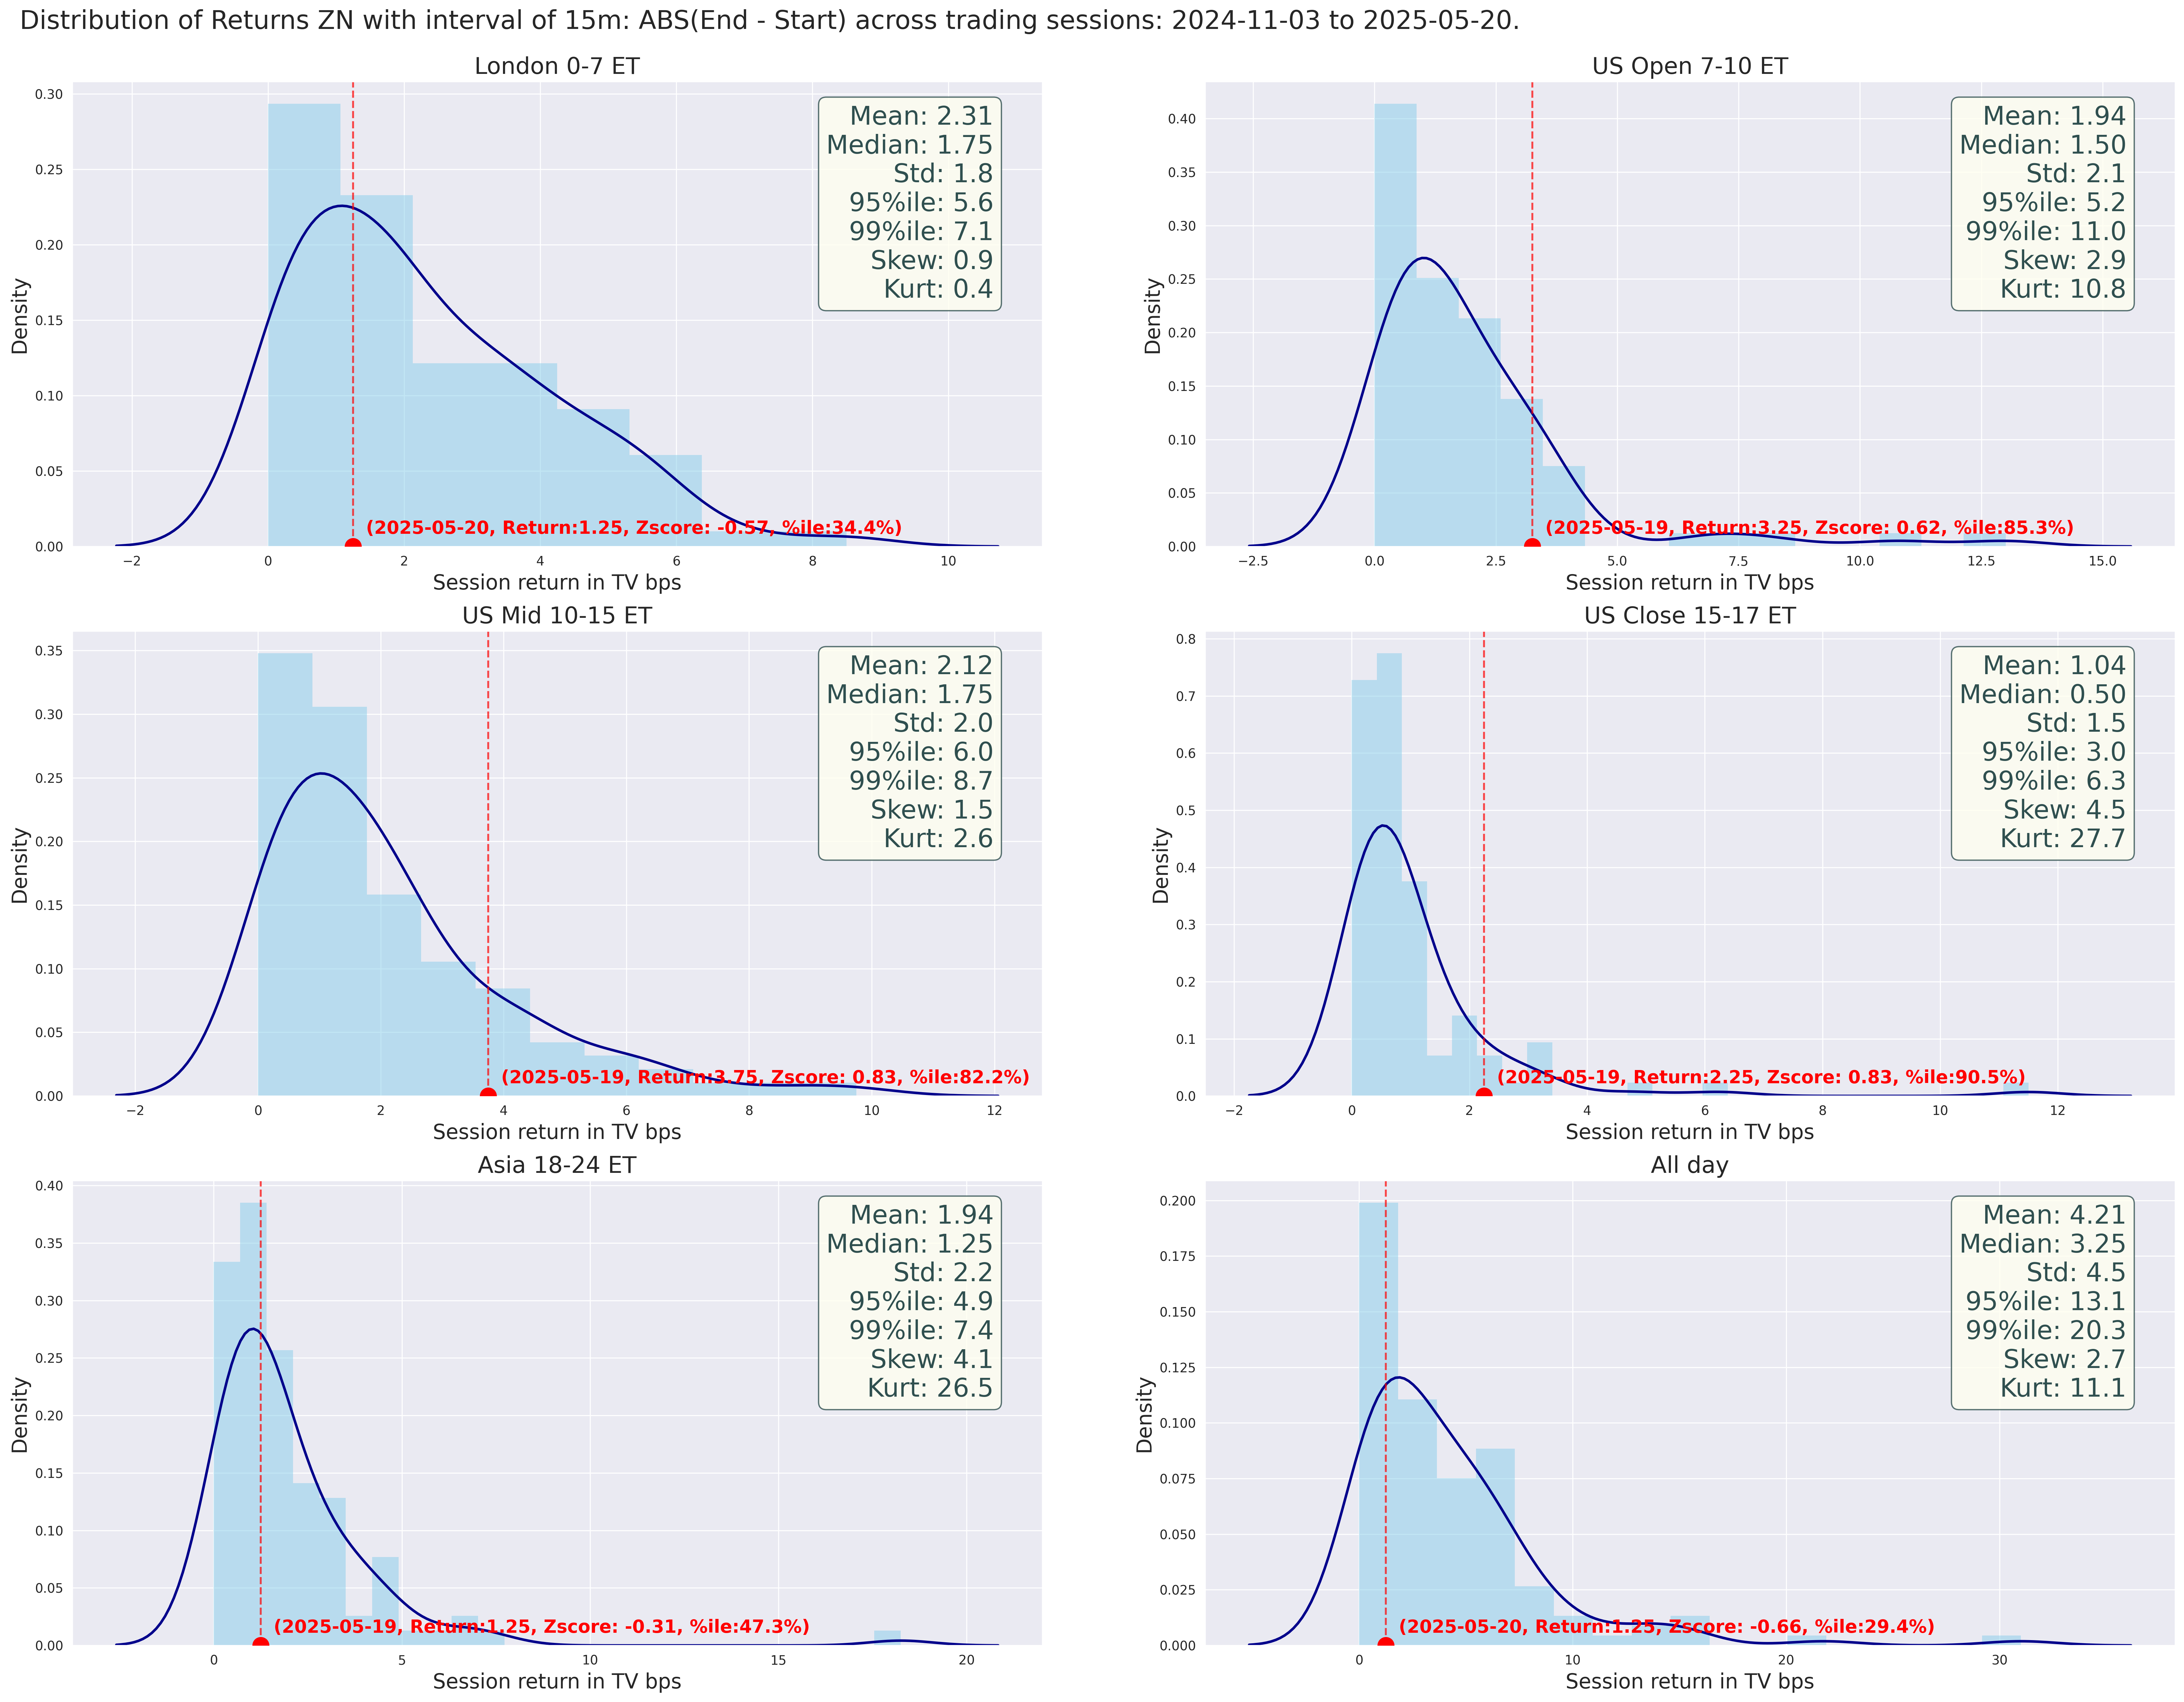 Distribution of Returns ZN with interval of 15m: ABS(End - Start) across trading sessions: 2024-11-03 to 2025-05-20.
London 0-7 ET
Density
0.30
0.25
0.20
0.15
0.10
0.05
0.00
Mean: 2.31
Median: 1.75
Std: 1.8
95%ile: 5.6
99%ile: 7.1
Skew: 0.9
Kurt: 0.4
(2025-05-20, Return:1.25, Zscore: -0.57, %ile:34.4%)
−2 0 2 4 6 8 10
Session return in TV bps
US Open 7-10 ET
Density
0.40
0.35
0.30
0.25
0.20
0.15
0.10
0.05
0.00
Mean: 1.94
Median: 1.50
Std: 2.1
95%ile: 5.2
99%ile: 11.0
Skew: 2.9
Kurt: 10.8
(2025-05-19, Return:3.25, Zscore: 0.62, %ile:85.3%)
−2.5 0.0 2.5 5.0 7.5 10.0 12.5 15.0
Session return in TV bps
US Mid 10-15 ET
Density
0.35
0.30
0.25
0.20
0.15
0.10
0.05
0.00
Mean: 2.12
Median: 1.75
Std: 2.0
95%ile: 6.0
99%ile: 8.7
Skew: 1.5
Kurt: 2.6
(2025-05-19, Return:3.75, Zscore: 0.83, %ile:82.2%)
−2 0 2 4 6 8 10 12
Session return in TV bps
US Close 15-17 ET
Density
0.8
0.7
0.6
0.5
0.4
0.3
0.2
0.1
0.0
Mean: 1.04
Median: 0.50
Std: 1.5
95%ile: 3.0
99%ile: 6.3
Skew: 4.5
Kurt: 27.7
(2025-05-19, Return:2.25, Zscore: 0.83, %ile:90.5%)
−2 0 2 4 6 8 10 12
Session return in TV bps
Asia 18-24 ET
Density
0.40
0.35
0.30
0.25
0.20
0.15
0.10
0.05
0.00
Mean: 1.94
Median: 1.25
Std: 2.2
95%ile: 4.9
99%ile: 7.4
Skew: 4.1
Kurt: 26.5
(2025-05-19, Return:1.25, Zscore: -0.31, %ile:47.3%)
0 5 10 15 20
Session return in TV bps
All day
Density
0.200
0.175
0.150
0.125
0.100
0.075
0.050
0.025
0.000
Mean: 4.21
Median: 3.25
Std: 4.5
95%ile: 13.1
99%ile: 20.3
Skew: 2.7
Kurt: 11.1
(2025-05-20, Return:1.25, Zscore: -0.66, %ile:29.4%)
0 10 20 30
Session return in TV bps